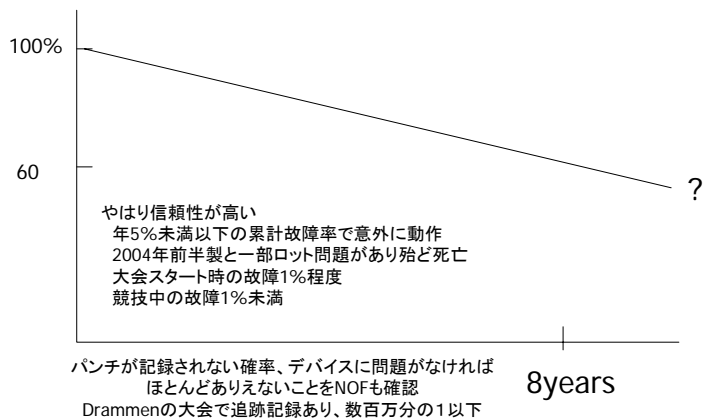 100%
60
?
やはり信頼性が高い
年5%未満以下の累計故障率で意外に動作
2004年前半製と一部ロット問題があり殆ど死亡
大会スタート時の故障1%程度
競技中の故障1%未満
8years
パンチが記録されない確率、デバイスに問題がなければ
ほとんどありえないことをNOFも確認
Drammenの大会で追跡記録あり、数百万分の1以下